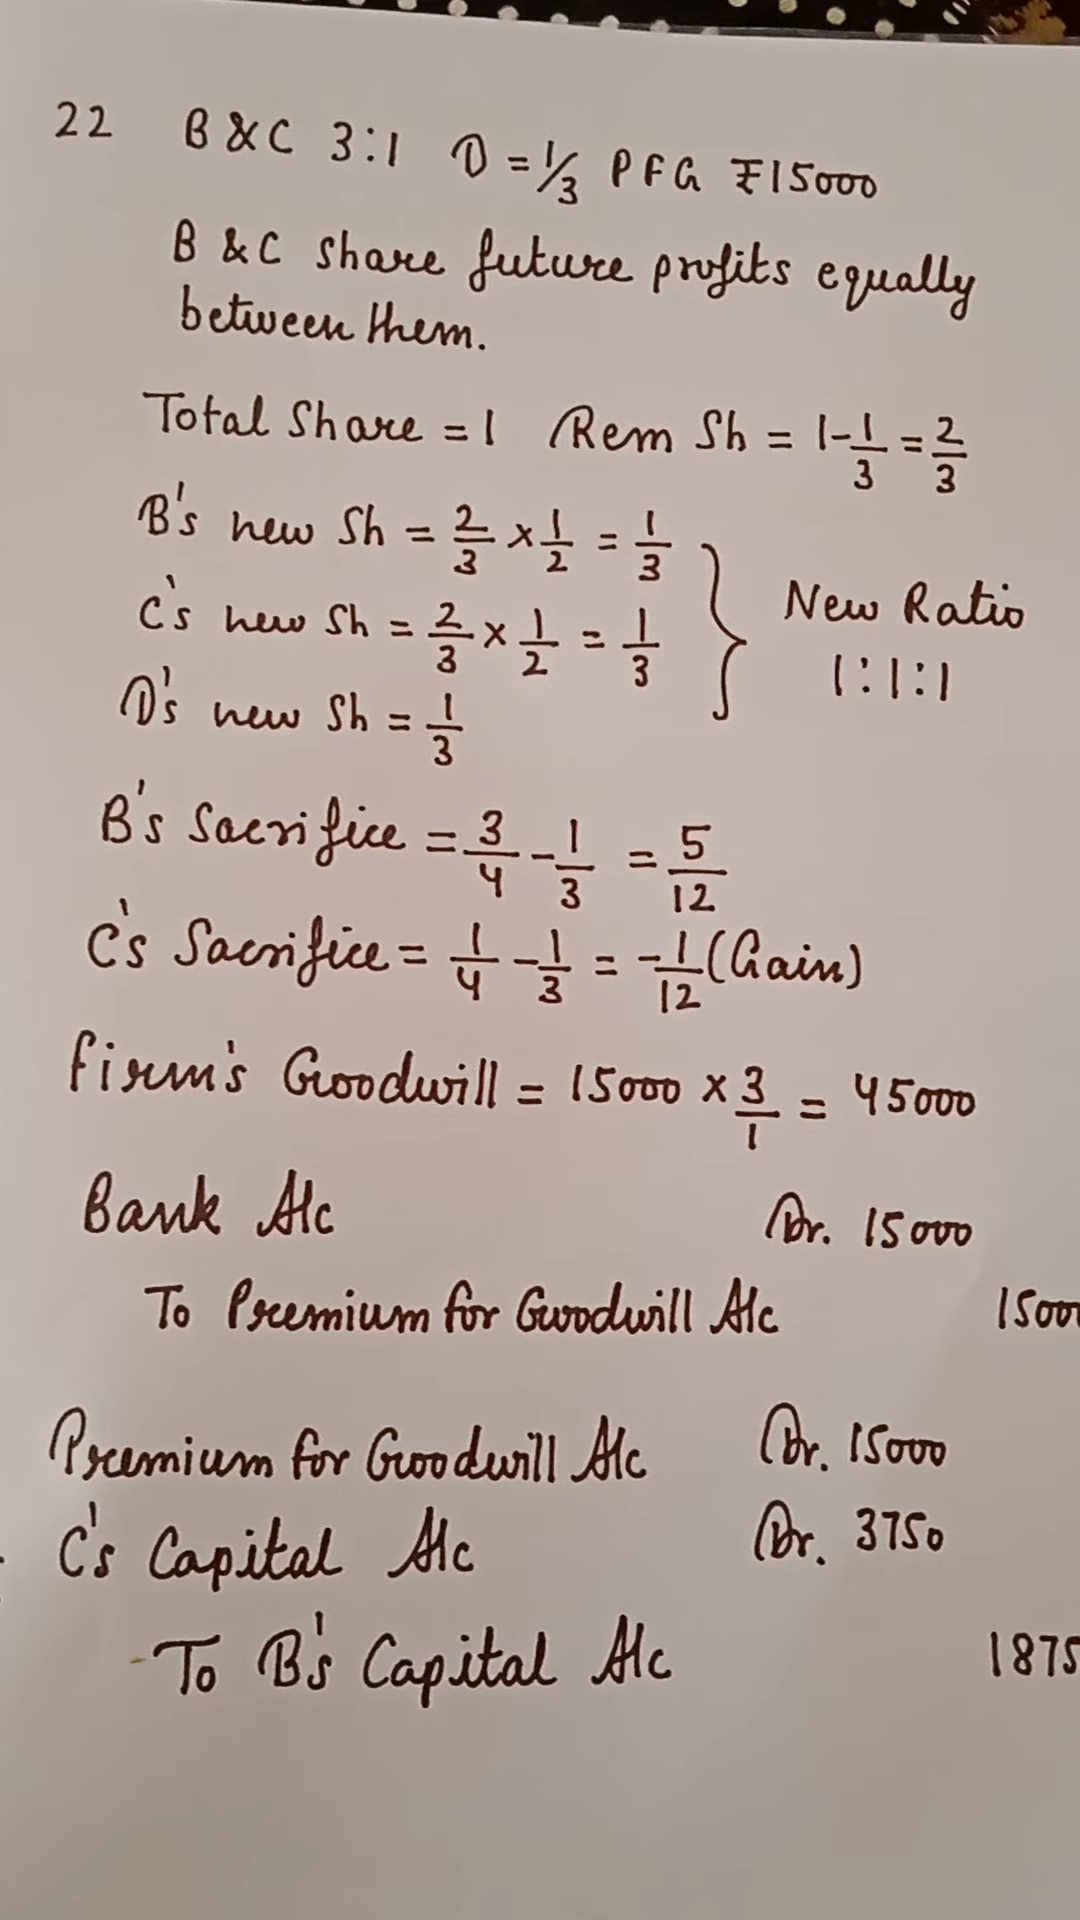 22 B & C 3:1 D = 1/3 PFG ₹15000
B & C share future profits equally
between them.
Total Share = 1 Rem Sh = 1 - 1/3 = 2/3
B's new Sh = 2/3 × 1/2 = 1/3
C's new Sh = 2/3 × 1/2 = 1/3
D's new Sh = 1/3
} New Ratio
1:1:1
B's Sacrifice = 3/4 - 1/3 = 5/12
C's Sacrifice = 1/4 - 1/3 = -1/12 (Gain)
Firm's Goodwill = 15000 × 3/1 = 45000
Bank A/c Dr. 15000
To Premium for Goodwill A/c 1500
Premium for Goodwill A/c Dr. 15000
C's Capital A/c Dr. 3750
To B's Capital A/c 1875